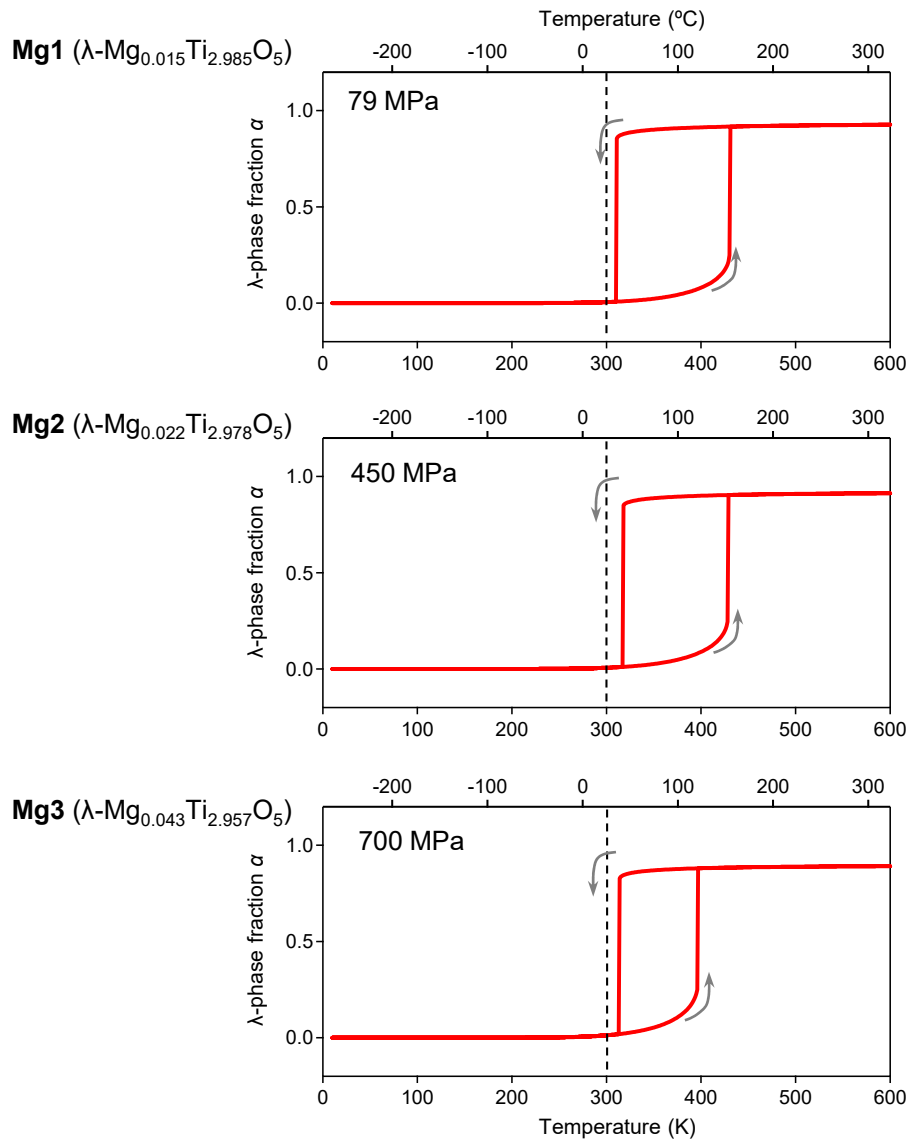 Temperature (ºC)
Mg1 (λ-Mg0.015Ti2.985O5)
-200 -100 0 100 200 300
79 MPa
λ-phase fraction α
1.0
0.5
0.0
0 100 200 300 400 500 600
Mg2 (λ-Mg0.022Ti2.978O5)
-200 -100 0 100 200 300
450 MPa
λ-phase fraction α
1.0
0.5
0.0
0 100 200 300 400 500 600
Mg3 (λ-Mg0.043Ti2.957O5)
-200 -100 0 100 200 300
700 MPa
λ-phase fraction α
1.0
0.5
0.0
0 100 200 300 400 500 600
Temperature (K)